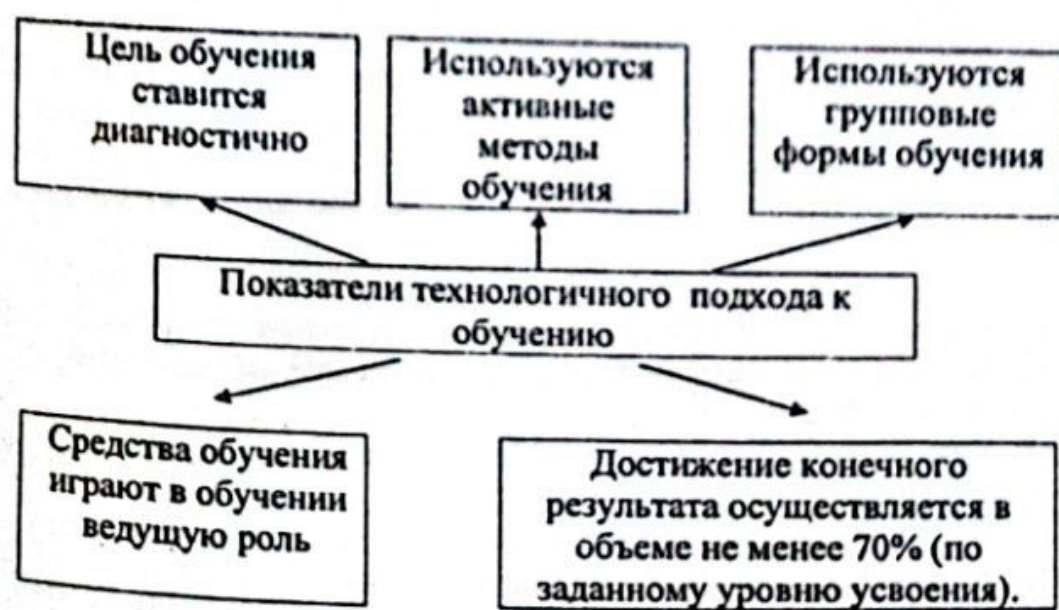 Цель обучения
ставится
диагностично
Используются
активные
методы
обучения
Используются
групповые
формы обучения
Показатели технологичного подхода к
обучению
Средства обучения
играют в обучении
ведущую роль
Достижение конечного
результата осуществляется в
объеме не менее 70% (по
заданному уровню усвоения).